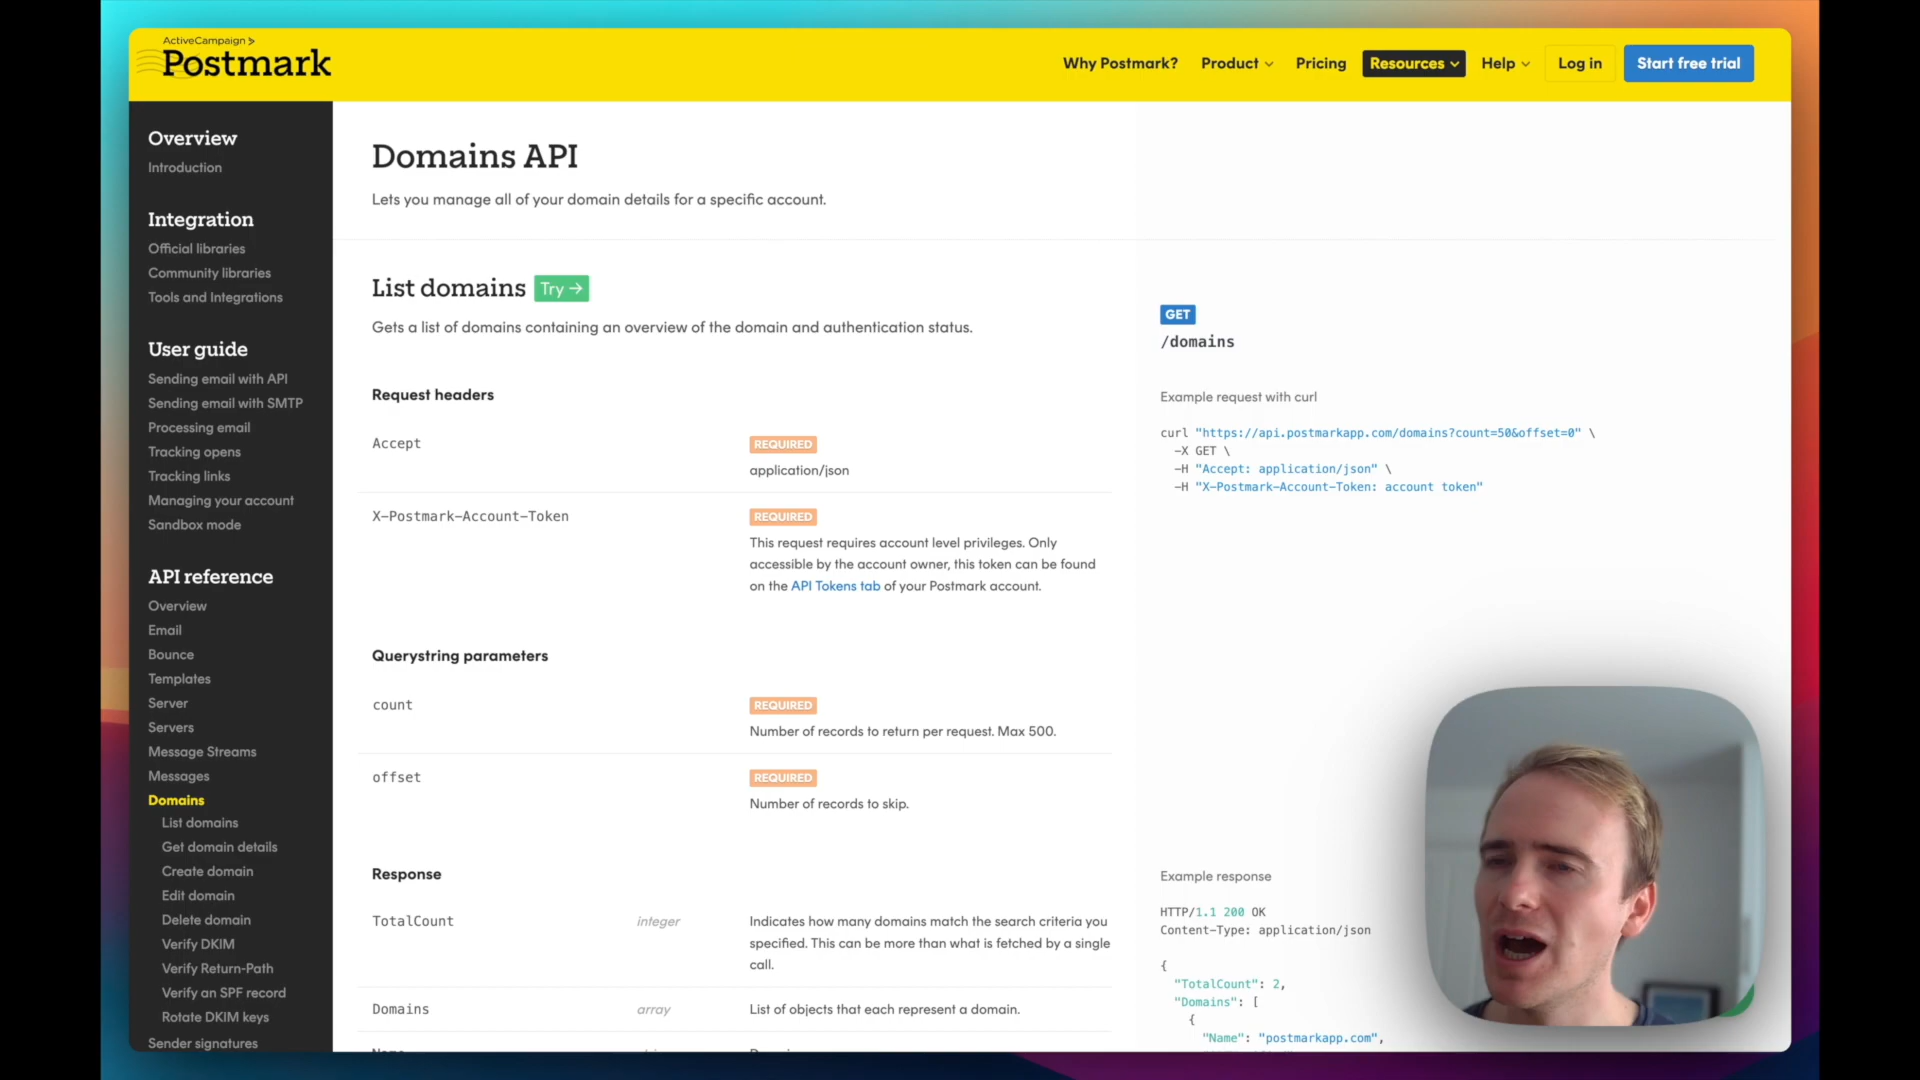 ActiveCampaign >
Postmark
Why Postmark?
Product
Pricing
Resources
Help
Log in
Start free trial
Overview
Introduction
Integration
Official libraries
Community libraries
Tools and Integrations
User guide
Sending email with API
Sending email with SMTP
Processing email
Tracking opens
Tracking links
Managing your account
Sandbox mode
API reference
Overview
Email
Bounce
Templates
Server
Servers
Message Streams
Messages
Domains
List domains
Get domain details
Create domain
Edit domain
Delete domain
Verify DKIM
Verify Return-Path
Verify an SPF record
Rotate DKIM keys
Sender signatures
Domains API
Lets you manage all of your domain details for a specific account.
List domains Try →
Gets a list of domains containing an overview of the domain and authentication status.
Request headers
Accept
REQUIRED
application/json
X-Postmark-Account-Token
REQUIRED
This request requires account level privileges. Only
accessible by the account owner, this token can be found
on the API Tokens tab of your Postmark account.
Querystring parameters
count
REQUIRED
Number of records to return per request. Max 500.
offset
REQUIRED
Number of records to skip.
Response
TotalCount integer Indicates how many domains match the search criteria you
specified. This can be more than what is fetched by a single
call.
Domains array List of objects that each represent a domain.
GET
/domains
Example request with curl
curl "https://api.postmarkapp.com/domains?count=50&offset=0" \
-X GET \
-H "Accept: application/json" \
-H "X-Postmark-Account-Token: account token"
Example response
HTTP/1.1 200 OK
Content-Type: application/json
{
"TotalCount": 2,
"Domains": [
{
"Name": "postmarkapp.com",